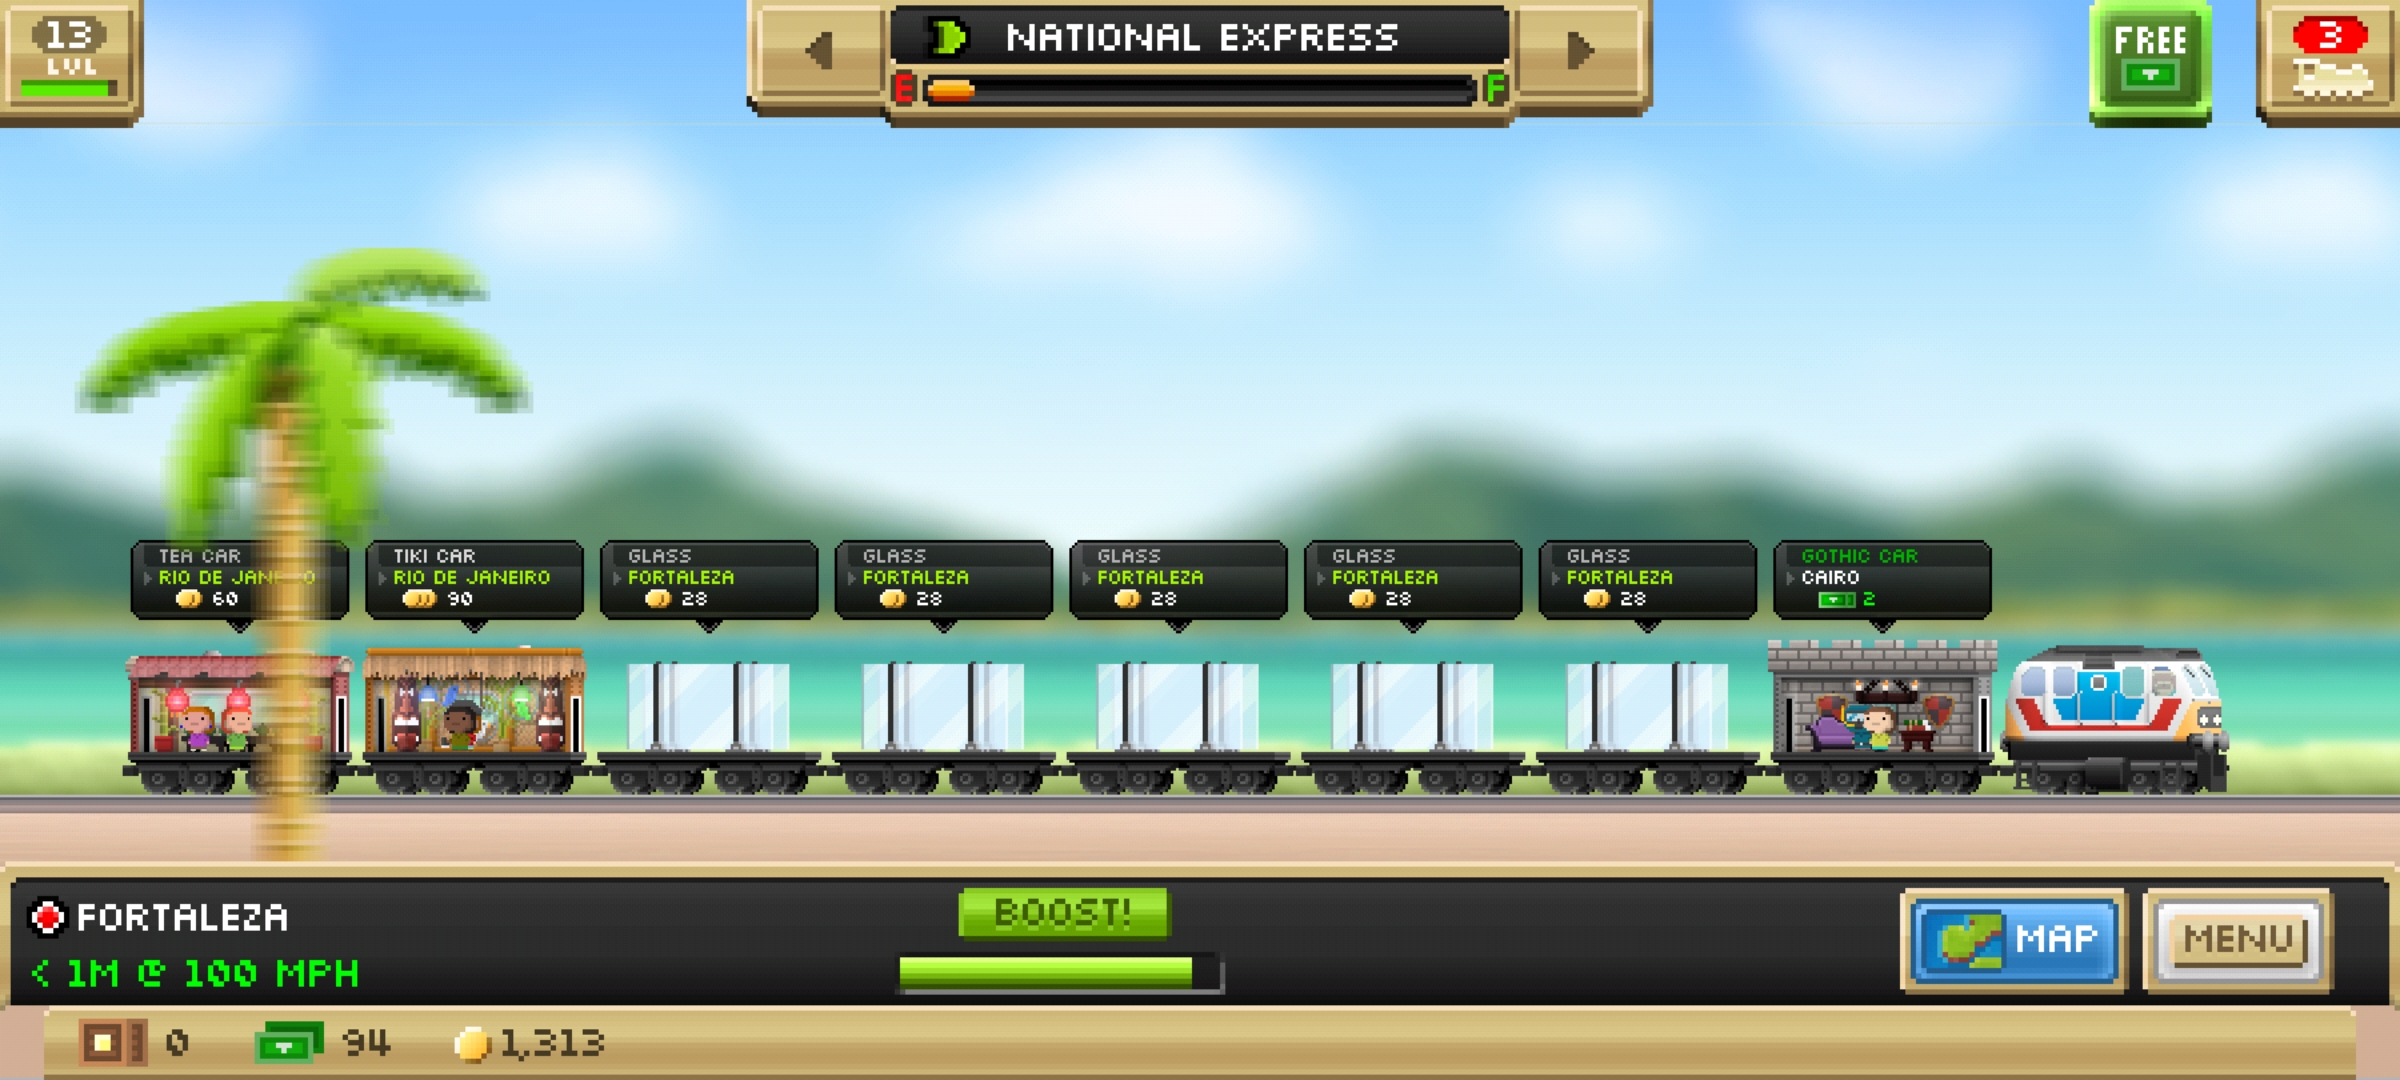 13
LVL
NATIONAL EXPRESS
E
F
FREE
3
TEA CAR
RIO DE
60
TIKI CAR
RIO DE JANEIRO
90
GLASS
FORTALEZA
28
GLASS
FORTALEZA
28
GLASS
FORTALEZA
28
GLASS
FORTALEZA
28
GLASS
FORTALEZA
28
GOTHIC CAR
CAIRO
2
FORTALEZA
< 1M @ 100 MPH
BOOST!
MAP
MENU
0
94
1,313